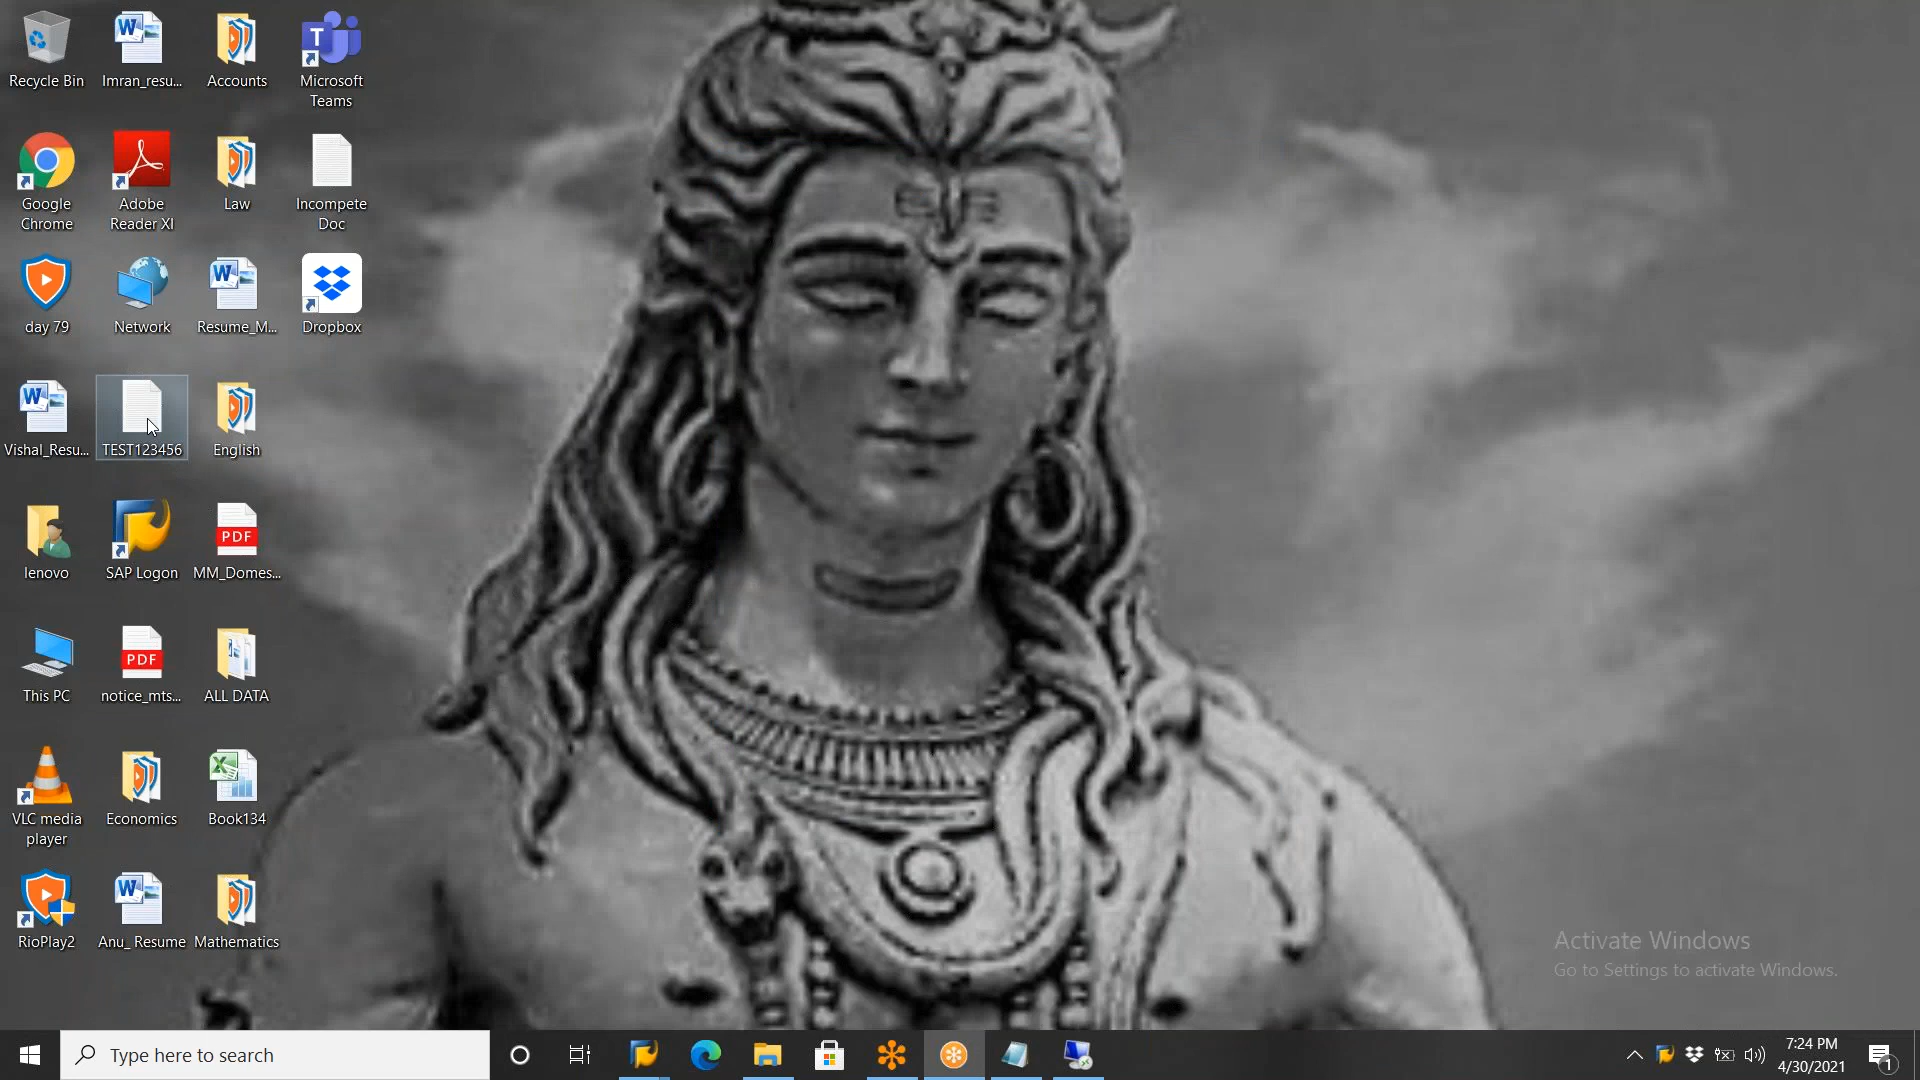 Recycle Bin
Imran_resu...
Accounts
Microsoft
Teams
Google
Chrome
Adobe
Reader XI
Law
Incompete
Doc
day 79
Network
Resume_M...
Dropbox
Vishal_Resu...
TEST123456
English
lenovo
SAP Logon
PDF
MM_Domes...
This PC
PDF
notice_mts...
ALL DATA
VLC media
player
Economics
Book134
RioPlay2
Anu_ Resume
Mathematics
Activate Windows
Go to Settings to activate Windows.
Type here to search
7:24 PM
4/30/2021
1